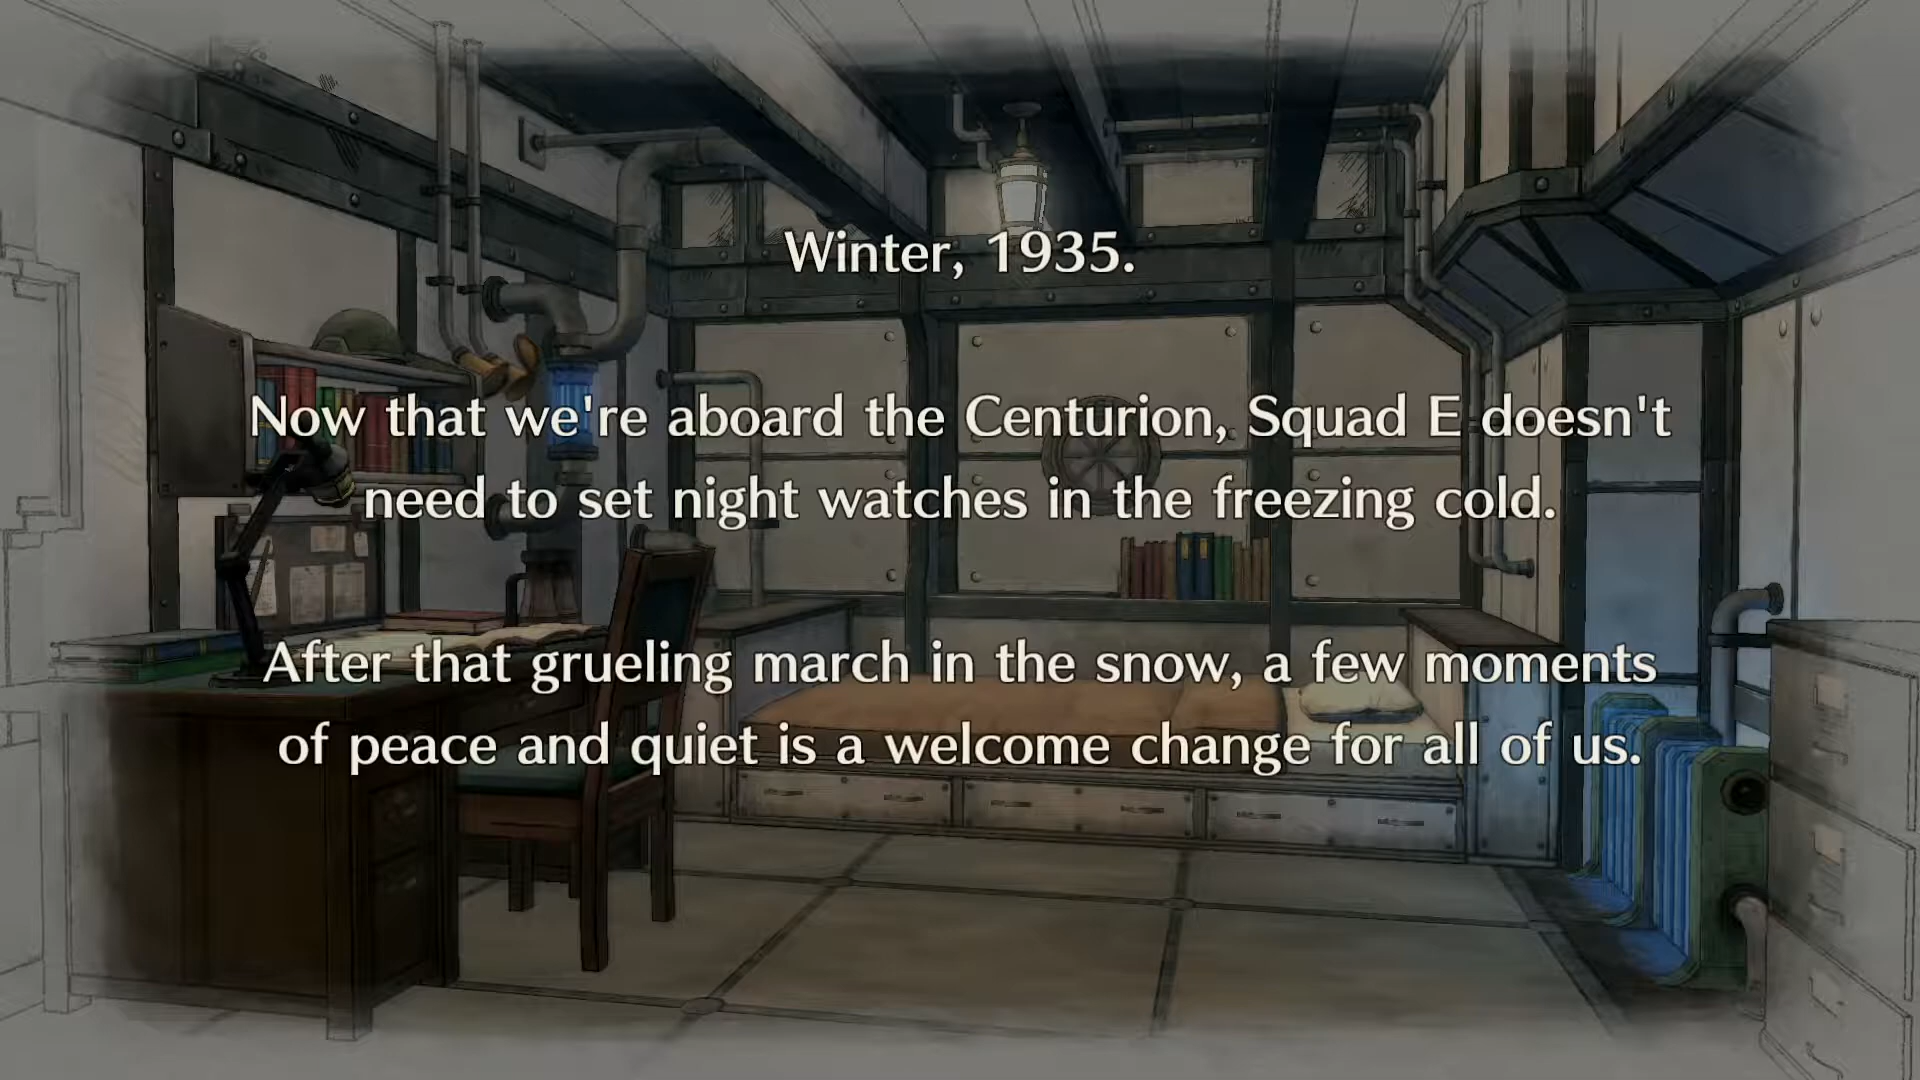 Winter, 1935.
Now that we're aboard the Centurion, Squad E doesn't
need to set night watches in the freezing cold.
After that grueling march in the snow, a few moments
of peace and quiet is a welcome change for all of us.